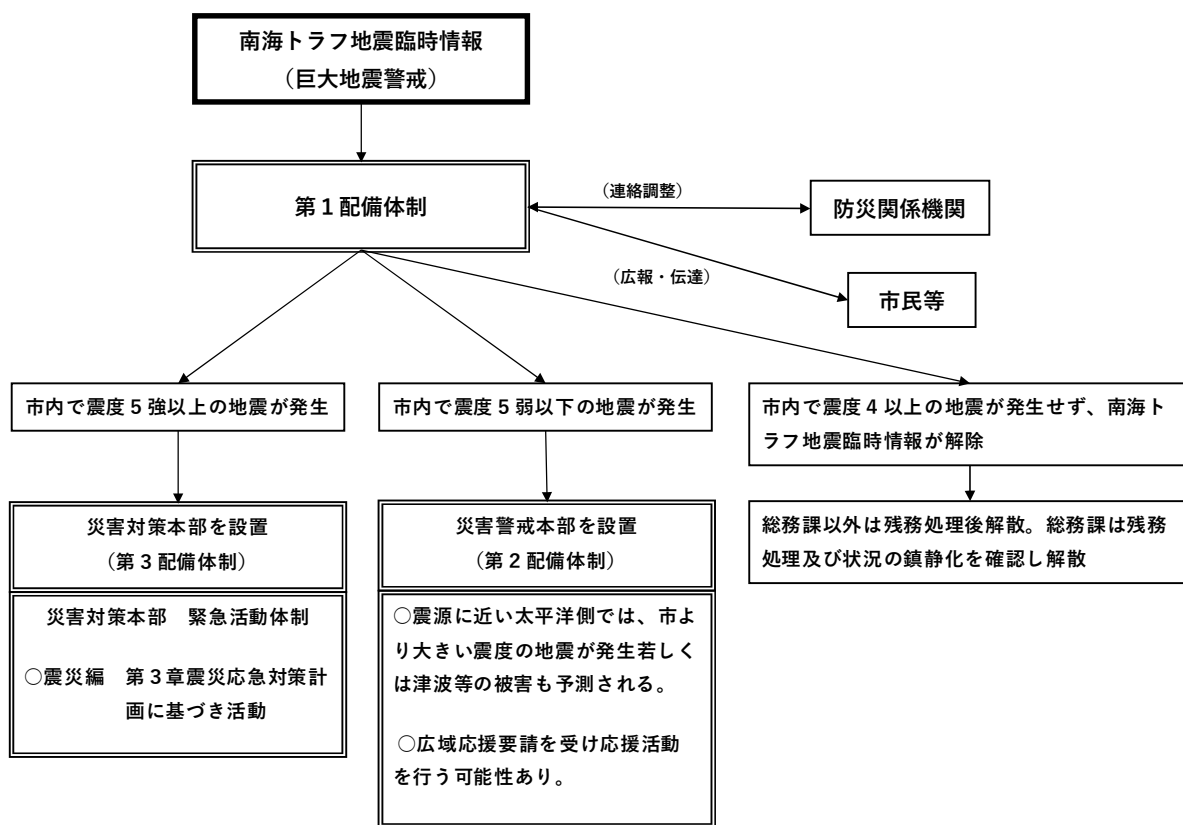 南海トラフ地震臨時情報
（巨大地震警戒）
第１配備体制
（連絡調整）
防災関係機関
（広報・伝達）
市民等
市内で震度５強以上の地震が発生
市内で震度５弱以下の地震が発生
市内で震度４以上の地震が発生せず、南海ト
ラフ地震臨時情報が解除
災害対策本部を設置
（第３配備体制）
災害対策本部　緊急活動体制
○震災編　第３章震災応急対策計
画に基づき活動
災害警戒本部を設置
（第２配備体制）
○震源に近い太平洋側では、市よ
り大きい震度の地震が発生若しく
は津波等の被害も予測される。
○広域応援要請を受け応援活動
を行う可能性あり。
総務課以外は残務処理後解散。総務課は残務
処理及び状況の鎮静化を確認し解散